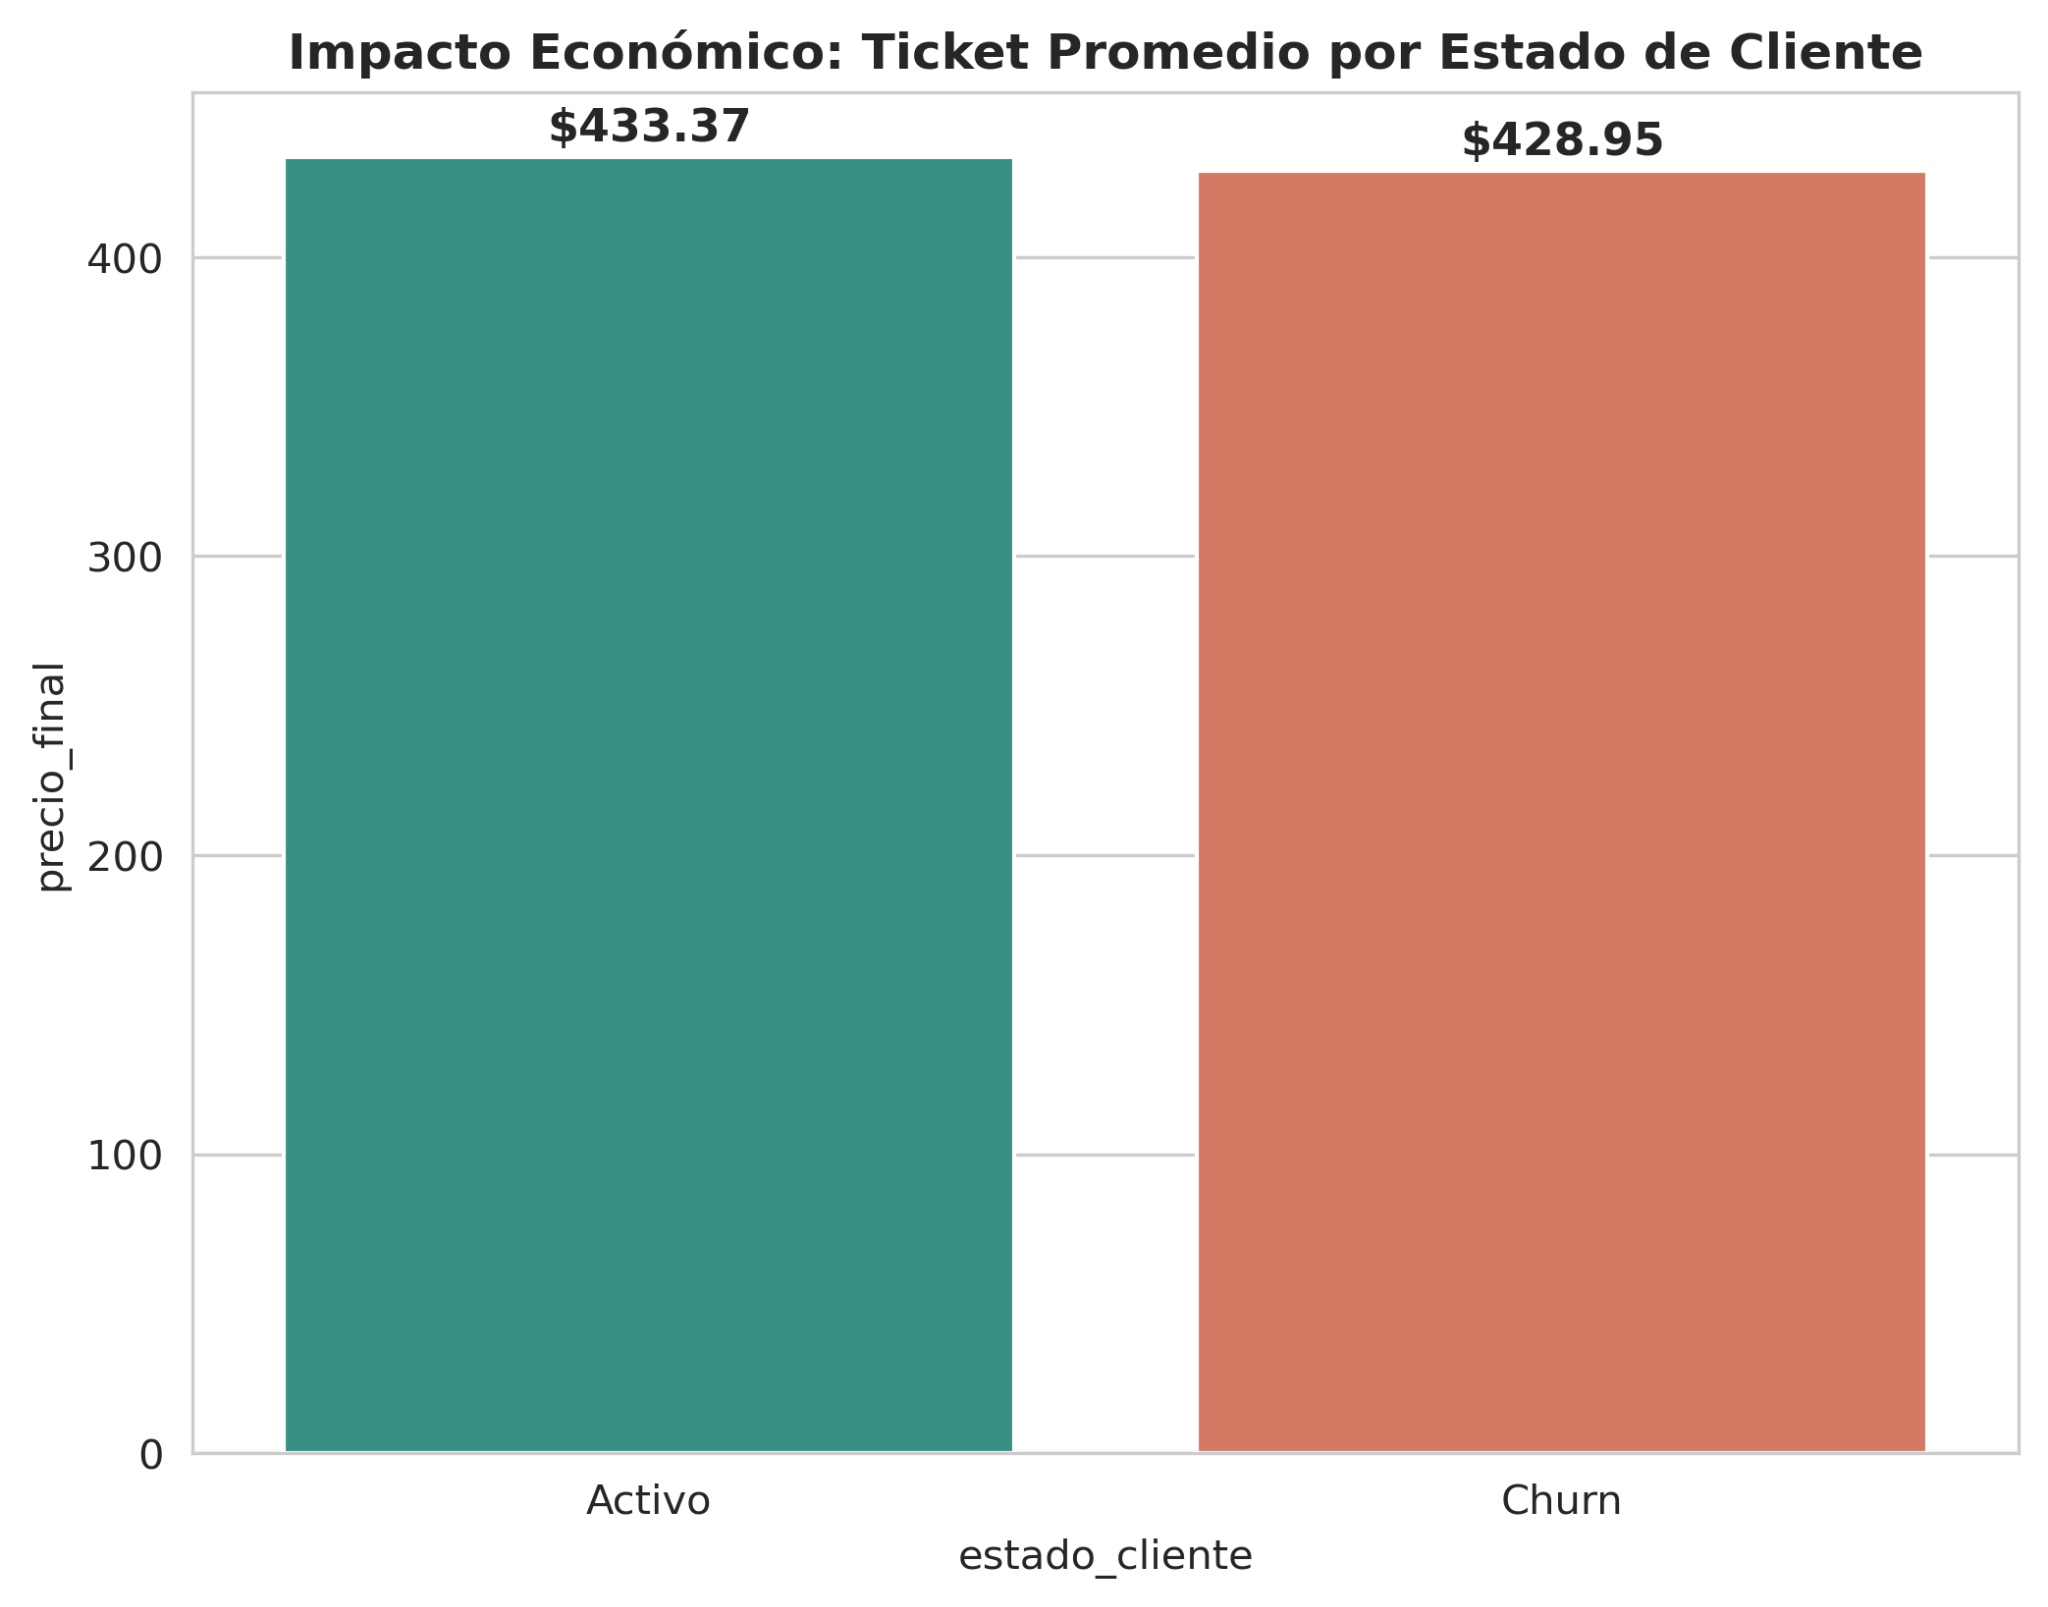 Impacto Económico: Ticket Promedio por Estado de Cliente
$433.37
$428.95
precio_final
400
300
200
100
0
Activo
Churn
estado_cliente